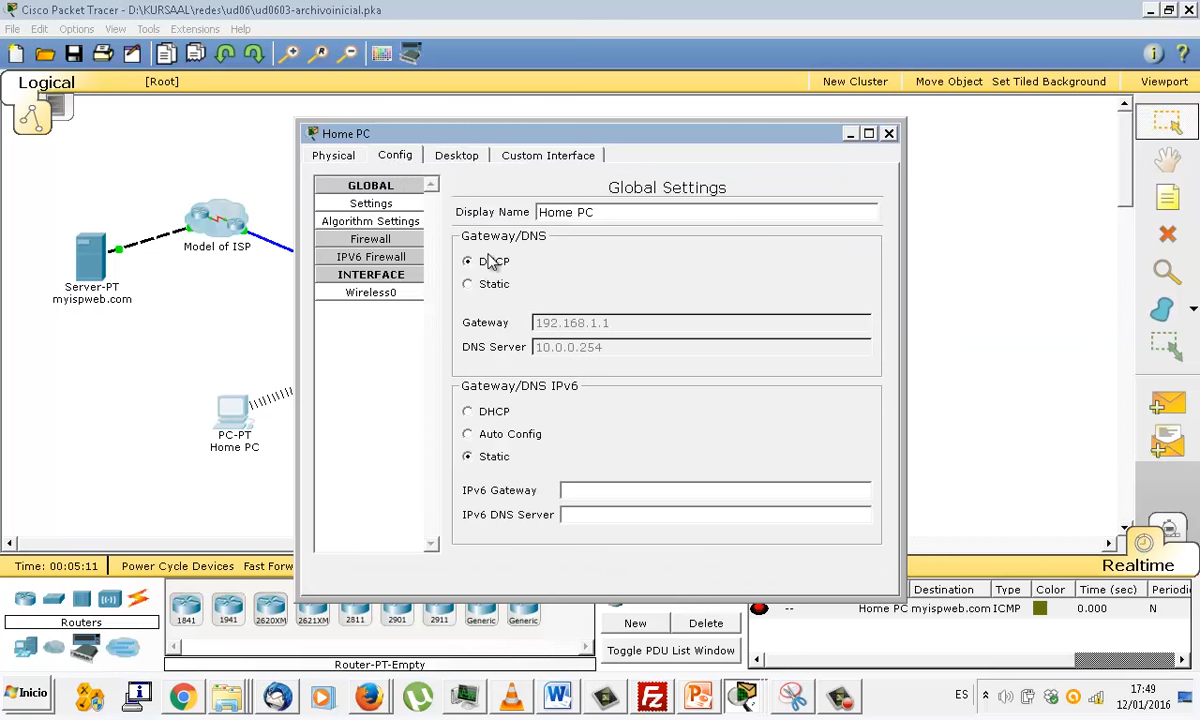 Cisco Packet Tracer - D:\KURSAAL\redes\ud06\ud0603-archivoinicial.pka
File Edit Options View Tools Extensions Help
Logical [Root] New Cluster Move Object Set Tiled Background Viewport
Home PC
Physical Config Desktop Custom Interface
GLOBAL
Settings
Algorithm Settings
Firewall
IPV6 Firewall
INTERFACE
Wireless0
Global Settings
Display Name Home PC
Gateway/DNS
DHCP
Static
Gateway 192.168.1.1
DNS Server 10.0.0.254
Gateway/DNS IPv6
DHCP
Auto Config
Static
IPv6 Gateway
IPv6 DNS Server
Model of ISP
Server-PT
myispweb.com
PC-PT
Home PC
Time: 00:05:11 Power Cycle Devices Fast Forw
Realtime
Routers
1841 1941 2620XM 2621XM 2811 2901 2911 Generic Generic
Router-PT-Empty
New Delete
Toggle PDU List Window
Destination Type Color Time (sec) Periodi
-- Home PC myispweb.com ICMP 0.000 N
Inicio
ES 17:49
12/01/2016